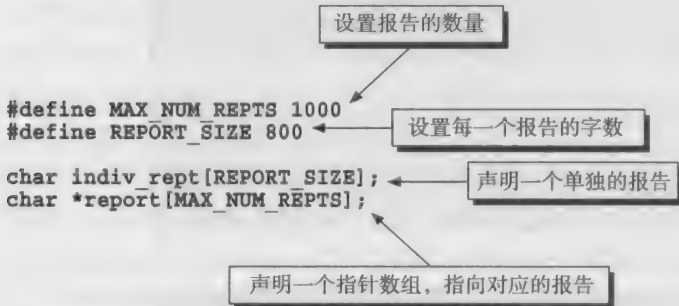 设置报告的数量
#define MAX_NUM_REPTS 1000
#define REPORT_SIZE 800
设置每一个报告的字数
char indiv_rept[REPORT_SIZE];
声明一个单独的报告
char *report[MAX_NUM_REPTS];
声明一个指针数组，指向对应的报告